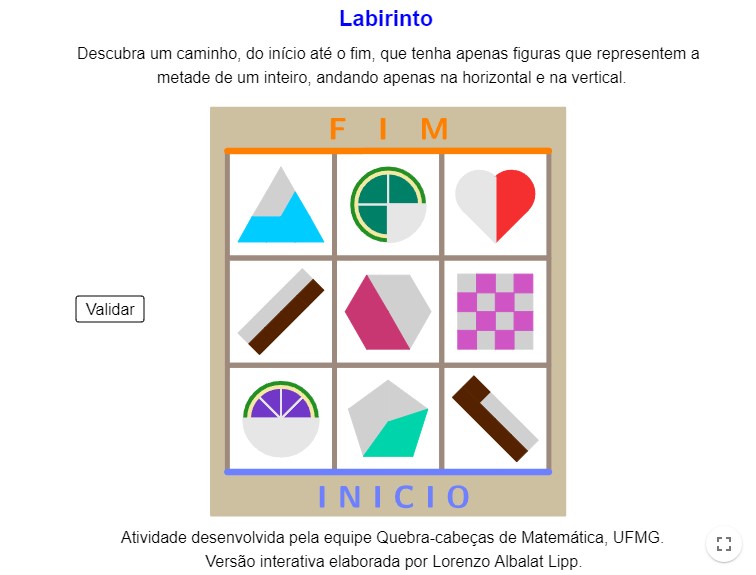 Labirinto
Descubra um caminho, do início até o fim, que tenha apenas figuras que representem a
metade de um inteiro, andando apenas na horizontal e na vertical.
F I M
Validar
I N I C I O
Atividade desenvolvida pela equipe Quebra-cabeças de Matemática, UFMG.
Versão interativa elaborada por Lorenzo Albalat Lipp.